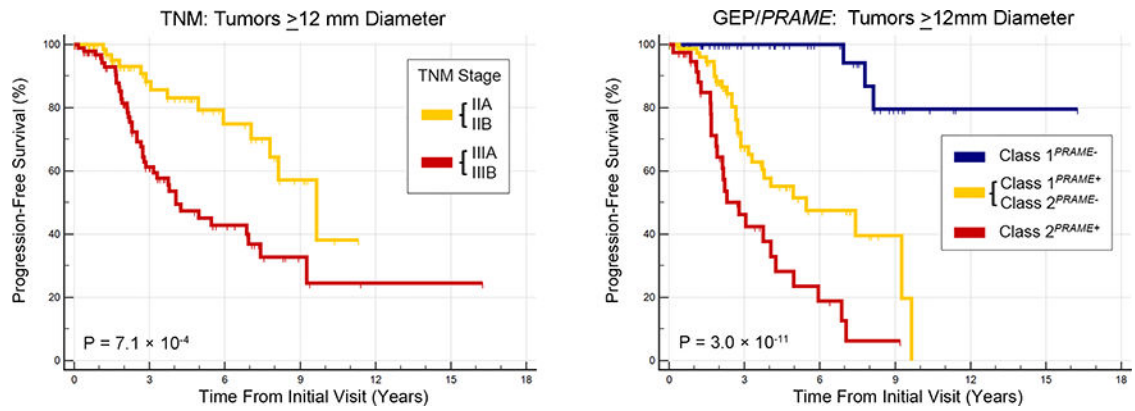 TNM: Tumors ≥12 mm Diameter
Progression-Free Survival (%)
100
80
60
40
20
0
TNM Stage
IIA
IIB
IIIA
IIIB
P = 7.1 × 10-4
0 3 6 9 12 15 18
Time From Initial Visit (Years)
GEP/PRAME: Tumors ≥12mm Diameter
Progression-Free Survival (%)
100
80
60
40
20
0
Class 1PRAME-
Class 1PRAME+
Class 2PRAME-
Class 2PRAME+
P = 3.0 × 10-11
0 3 6 9 12 15 18
Time From Initial Visit (Years)